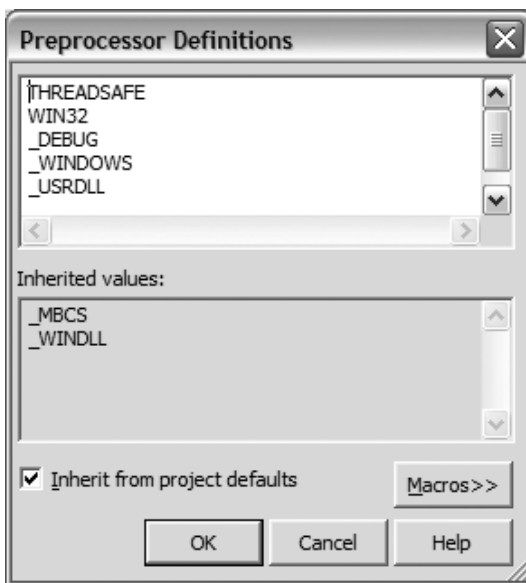 Preprocessor Definitions
THREADSAFE
WIN32
_DEBUG
_WINDOWS
_USRDLL
Inherited values:
_MBCS
_WINDLL
Inherit from project defaults
Macros>>
OK
Cancel
Help